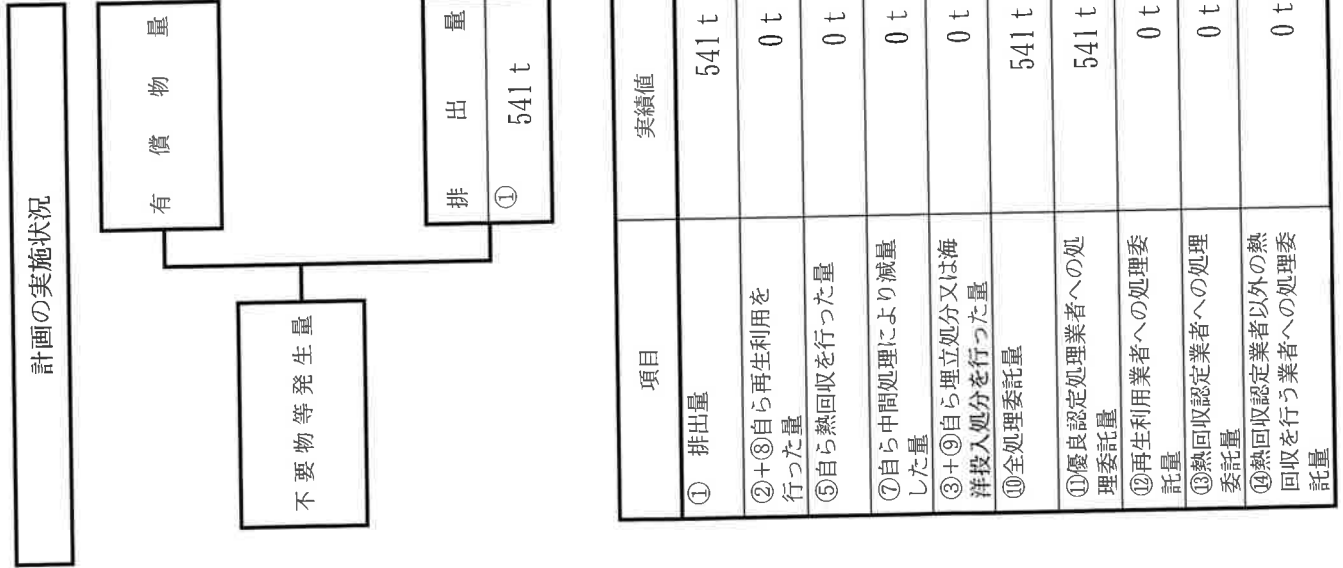 計画の実施状況
有償物量
不要物等発生量
排出量
①
541 t
項目
実績値
① 排出量
541 t
②+⑧自ら再生利用を
行った量
0 t
⑤自ら熱回収を行った量
0 t
⑦自ら中間処理により減量
した量
0 t
③+⑨自ら埋立処分又は海
洋投入処分を行った量
0 t
⑩全処理委託量
541 t
⑪優良認定処理業者への処
理委託量
541 t
⑫再生利用業者への処理委
託量
0 t
⑬熱回収認定業者への処理
委託量
0 t
⑭熱回収認定業者以外の熱
回収を行う業者への処理委
託量
0 t